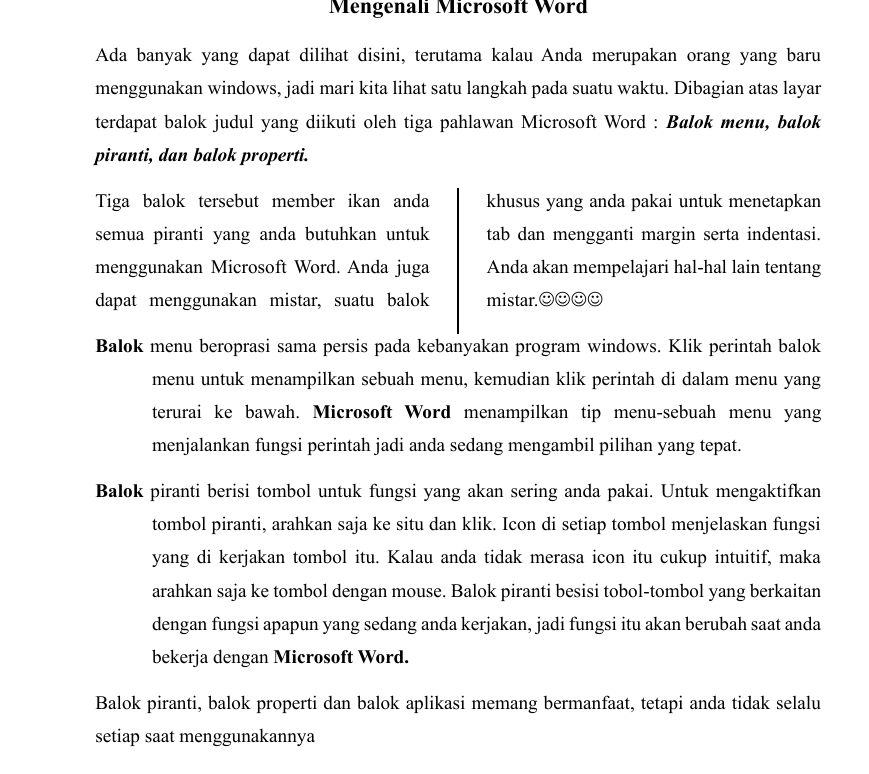 Mengenali Microsoft Word
Ada banyak yang dapat dilihat disini, terutama kalau Anda merupakan orang yang baru
menggunakan windows, jadi mari kita lihat satu langkah pada suatu waktu. Dibagian atas layar
terdapat balok judul yang diikuti oleh tiga pahlawan Microsoft Word : Balok menu, balok
piranti, dan balok properti.
Tiga balok tersebut member ikan anda
semua piranti yang anda butuhkan untuk
menggunakan Microsoft Word. Anda juga
dapat menggunakan mistar, suatu balok
khusus yang anda pakai untuk menetapkan
tab dan mengganti margin serta indentasi.
Anda akan mempelajari hal-hal lain tentang
mistar.☺☺☺☺
Balok menu beroprasi sama persis pada kebanyakan program windows. Klik perintah balok
menu untuk menampilkan sebuah menu, kemudian klik perintah di dalam menu yang
terurai ke bawah. Microsoft Word menampilkan tip menu-sebuah menu yang
menjalankan fungsi perintah jadi anda sedang mengambil pilihan yang tepat.
Balok piranti berisi tombol untuk fungsi yang akan sering anda pakai. Untuk mengaktifkan
tombol piranti, arahkan saja ke situ dan klik. Icon di setiap tombol menjelaskan fungsi
yang di kerjakan tombol itu. Kalau anda tidak merasa icon itu cukup intuitif, maka
arahkan saja ke tombol dengan mouse. Balok piranti besisi tobol-tombol yang berkaitan
dengan fungsi apapun yang sedang anda kerjakan, jadi fungsi itu akan berubah saat anda
bekerja dengan Microsoft Word.
Balok piranti, balok properti dan balok aplikasi memang bermanfaat, tetapi anda tidak selalu
setiap saat menggunakannya